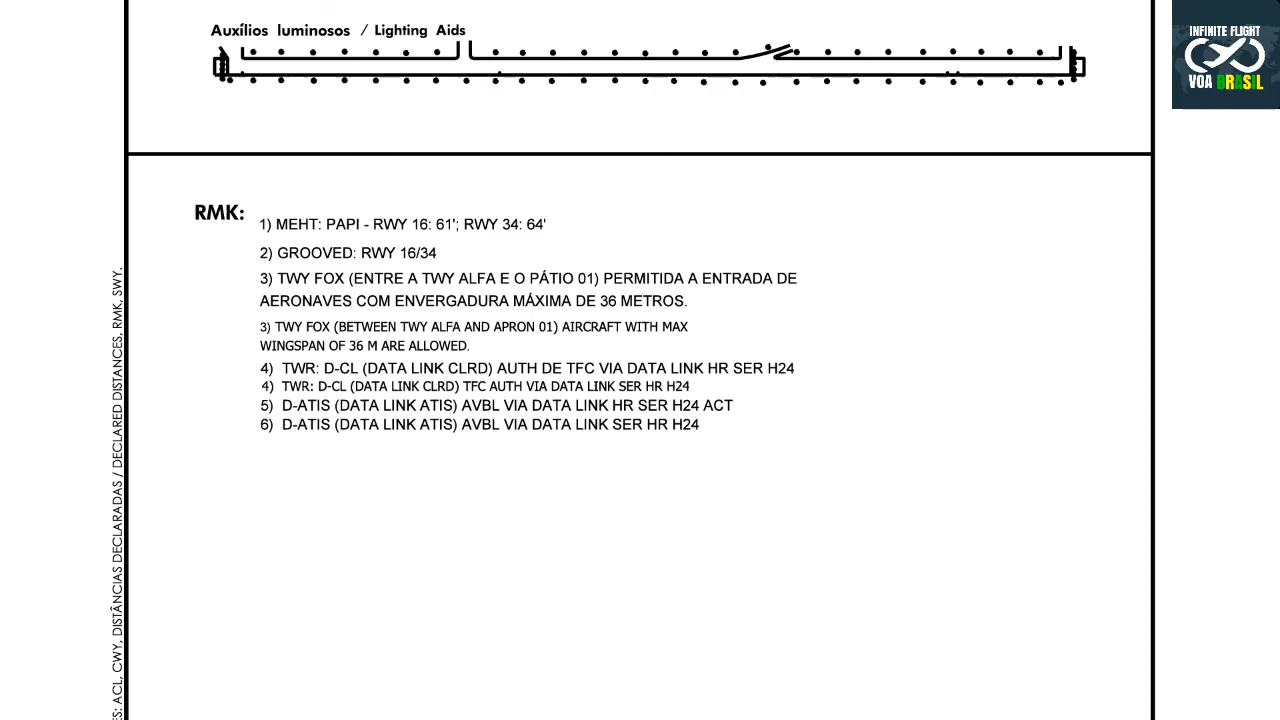 Auxílios luminosos / Lighting Aids
INFINITE FLIGHT
VOA BRASIL
RMK:
1) MEHT: PAPI - RWY 16: 61'; RWY 34: 64'
2) GROOVED: RWY 16/34
3) TWY FOX (ENTRE A TWY ALFA E O PÁTIO 01) PERMITIDA A ENTRADA DE
AERONAVES COM ENVERGADURA MÁXIMA DE 36 METROS.
3) TWY FOX (BETWEEN TWY ALFA AND APRON 01) AIRCRAFT WITH MAX
WINGSPAN OF 36 M ARE ALLOWED.
4) TWR: D-CL (DATA LINK CLRD) AUTH DE TFC VIA DATA LINK HR SER H24
4) TWR: D-CL (DATA LINK CLRD) TFC AUTH VIA DATA LINK SER HR H24
5) D-ATIS (DATA LINK ATIS) AVBL VIA DATA LINK HR SER H24 ACT
6) D-ATIS (DATA LINK ATIS) AVBL VIA DATA LINK SER HR H24
ES: ACL, CWY, DISTÂNCIAS DECLARADAS / DECLARED DISTANCES, RMK, SWY.